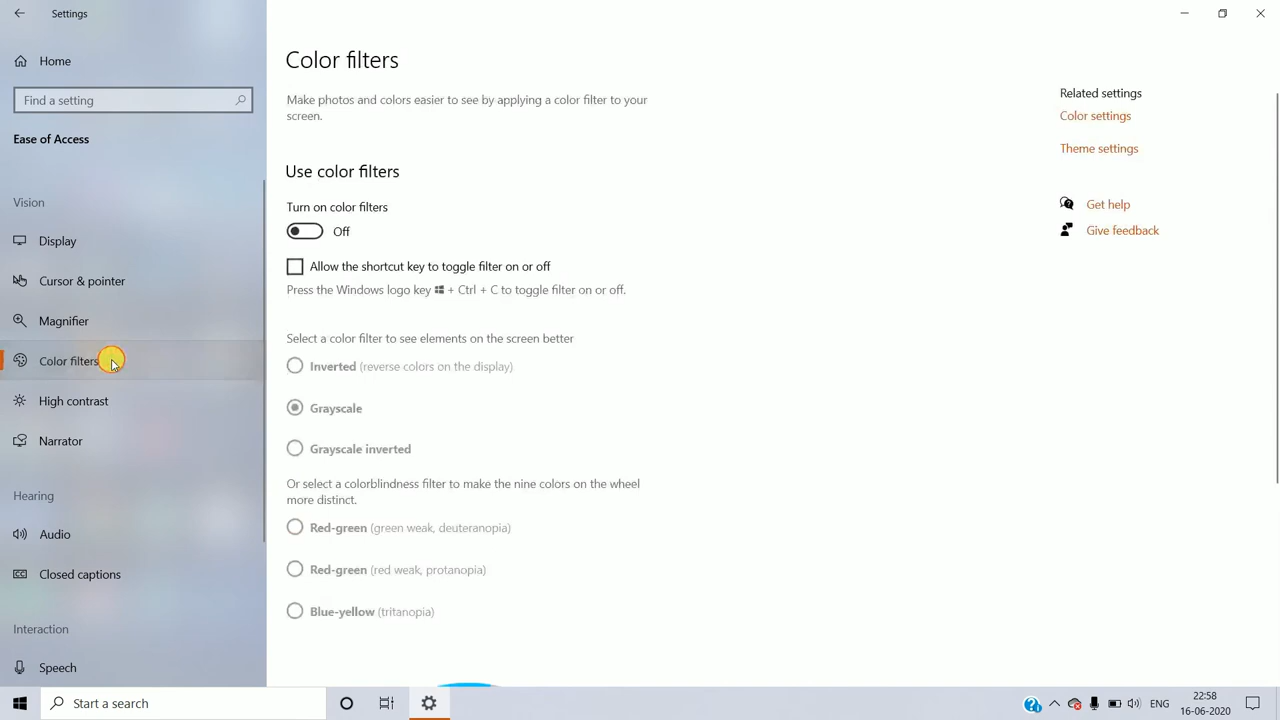 Settings
Home
Find a setting
Ease of Access
Vision
Display
Cursor & pointer
Magnifier
Color filters
High contrast
Narrator
Hearing
Audio
Closed captions
Interaction
Speech
Color filters
Make photos and colors easier to see by applying a color filter to your
screen.
Use color filters
Turn on color filters
Off
Allow the shortcut key to toggle filter on or off
Press the Windows logo key + Ctrl + C to toggle filter on or off.
Select a color filter to see elements on the screen better
Inverted (reverse colors on the display)
Grayscale
Grayscale inverted
Or select a colorblindness filter to make the nine colors on the wheel
more distinct.
Red-green (green weak, deuteranopia)
Red-green (red weak, protanopia)
Blue-yellow (tritanopia)
Related settings
Color settings
Theme settings
Get help
Give feedback
Start a search
ENG
22:58
16-06-2020